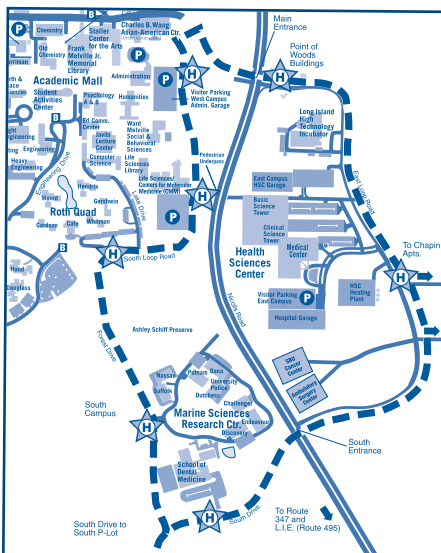 B
Main
Entrance
Charles B. Wang
Asian-American Ctr.
Staller
Center for the Arts
Chemistry
P
Old
Chemistry
Frank
Melville Jr.
Memorial
Library
Point of
Woods
Buildings
H
H
P
Administration
Academic Mall
Student
Activities
Center
Psychology
A & B
Humanities
Visitor Parking
West Campus
Admin. Garage
Long Island
High
Technology
Incubator
B
Ed. Comm.
Center
Javits
Lecture
Center
Ward
Melville
Social &
Behavioral
Sciences
Engineering
Heavy
Engineering
Computer
Science
Life
Sciences
Library
Pedestrian
Underpass
Engineering Drive
Life Sciences/
Centers for Molecular
Medicine (CMM)
East Campus
HSC Garage
East Loop Road
Hendrix
Mount
Gershwin
Roth Quad
Cardozo
Cafe
Whitman
Lake Drive
H
P
Basic
Science
Tower
Clinical
Science
Tower
B
H
South Loop Road
Health
Sciences
Center
Medical
Center
To Chapin
Apts.
H
Hand
Douglass
Visitor Parking
East Campus
P
HSC
Heating
Plant
Hospital Garage
Nicolls Road
Forest Drive
Ashley Schiff Preserve
SBU
Cancer
Center
Ambulatory
Surgery
Center
Putnam
Dana
Nassau
Suffolk
University
Police
Dutchess
Challenger
South
Campus
H
Marine Sciences
Research Ctr.
Endeavour
Discovery
South
Entrance
School of
Dental
Medicine
H
South Drive
South Drive to
South P-Lot
To Route
347 and
L.I.E. (Route 495)